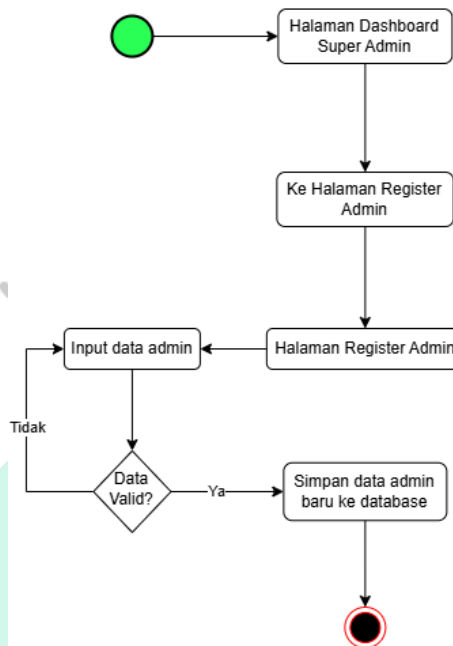 Halaman Dashboard
Super Admin
Ke Halaman Register
Admin
Halaman Register Admin
Input data admin
Tidak
Data
Valid?
Ya
Simpan data admin
baru ke database